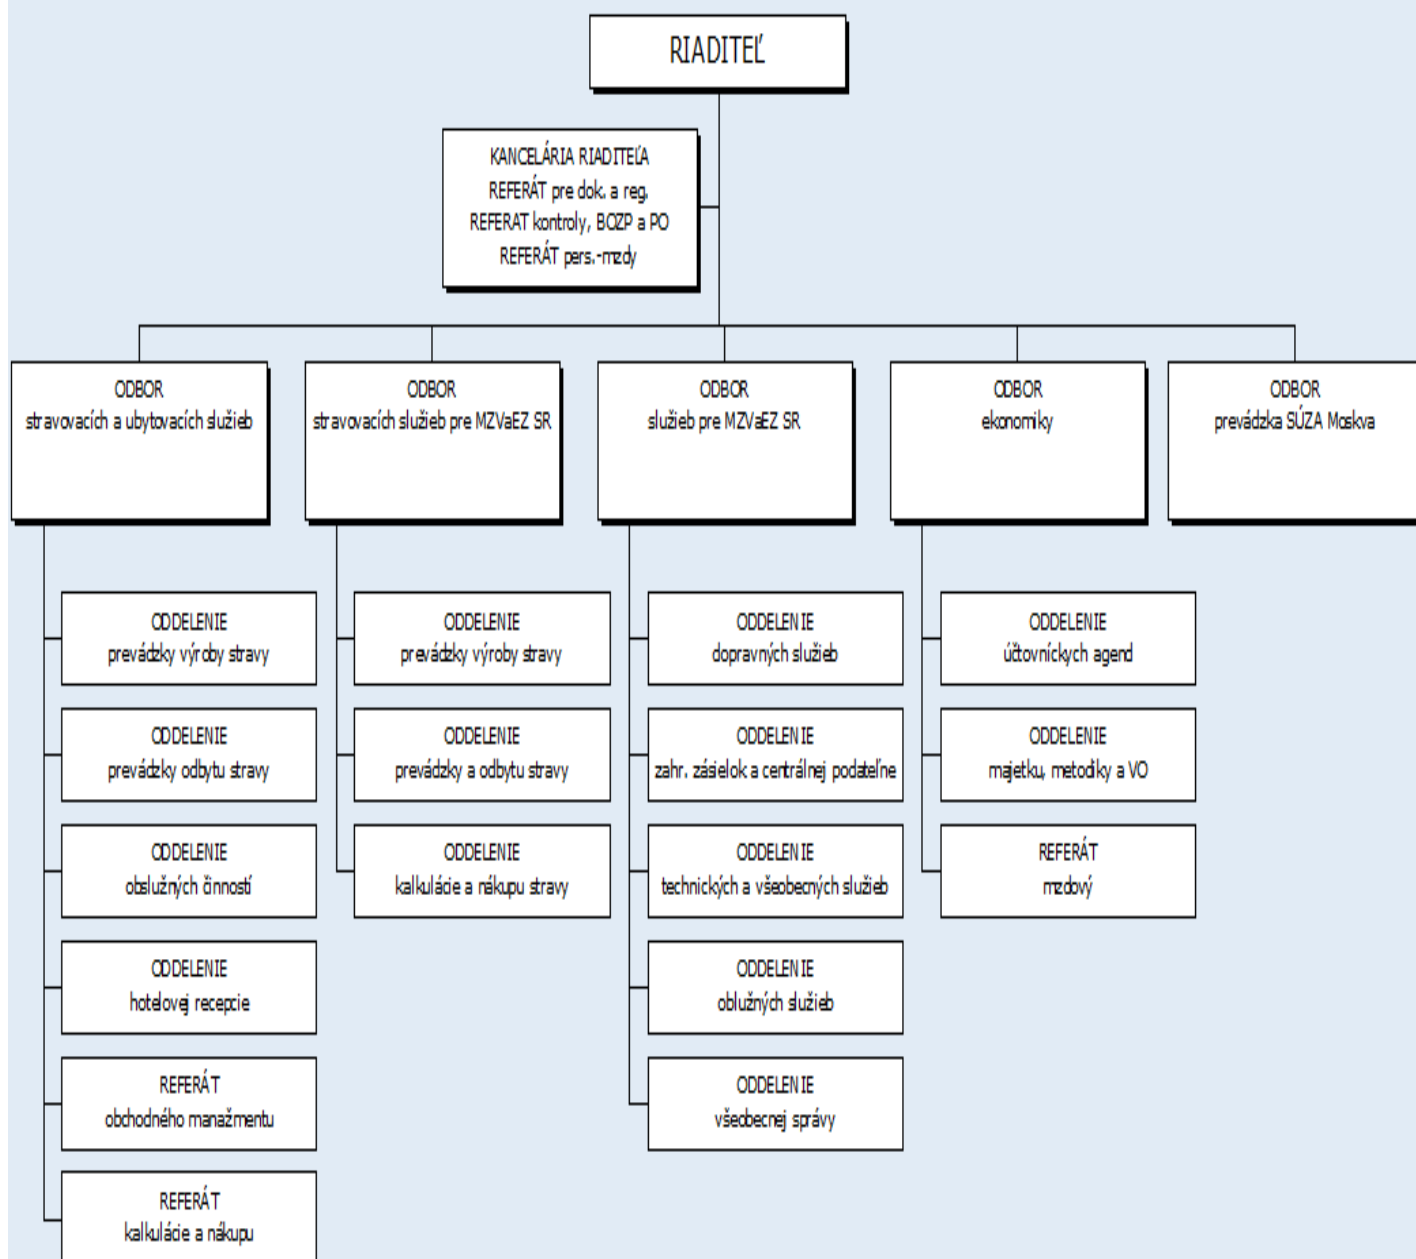 RIADITEĽ
KANCELÁRIA RIADITEĽA
REFERÁT pre dok. a reg.
REFERAT kontroly, BOZP a PO
REFERÁT pers.-mzdy
ODBOR
stravovacích a ubytovacích služieb
ODBOR
stravovacích služieb pre MZVaEZ SR
ODBOR
služieb pre MZVaEZ SR
ODBOR
ekonomiky
ODBOR
prevádzka SÚZA Moskva
ODDELENIE
prevádzky výroby stravy
ODDELENIE
prevádzky odbytu stravy
ODDELENIE
obslužných činností
ODDELENIE
hotelovej recepcie
REFERÁT
obchodného manažmentu
REFERÁT
kalkulácie a nákupu
ODDELENIE
prevádzky výroby stravy
ODDELENIE
prevádzky a odbytu stravy
ODDELENIE
kalkulácie a nákupu stravy
ODDELENIE
dopravných služieb
ODDELENIE
zahr. zásielok a centrálnej podateľne
ODDELENIE
technických a všeobecných služieb
ODDELENIE
oblužných služieb
ODDELENIE
všeobecnej správy
ODDELENIE
účtovníckych agend
ODDELENIE
majetku, metodiky a VO
REFERÁT
mzdový